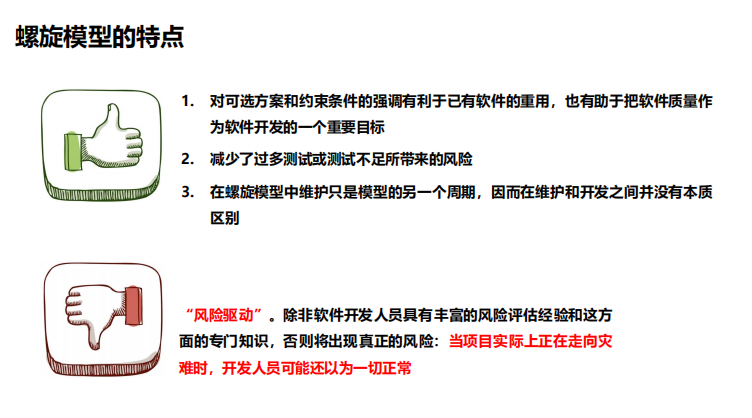 螺旋模型的特点
1. 对可选方案和约束条件的强调有利于已有软件的重用，也有助于把软件质量作
为软件开发的一个重要目标
2. 减少了过多测试或测试不足所带来的风险
3. 在螺旋模型中维护只是模型的另一个周期，因而在维护和开发之间并没有本质
区别
“风险驱动”。除非软件开发人员具有丰富的风险评估经验和这方
面的专门知识，否则将出现真正的风险：当项目实际上正在走向灾
难时，开发人员可能还以为一切正常